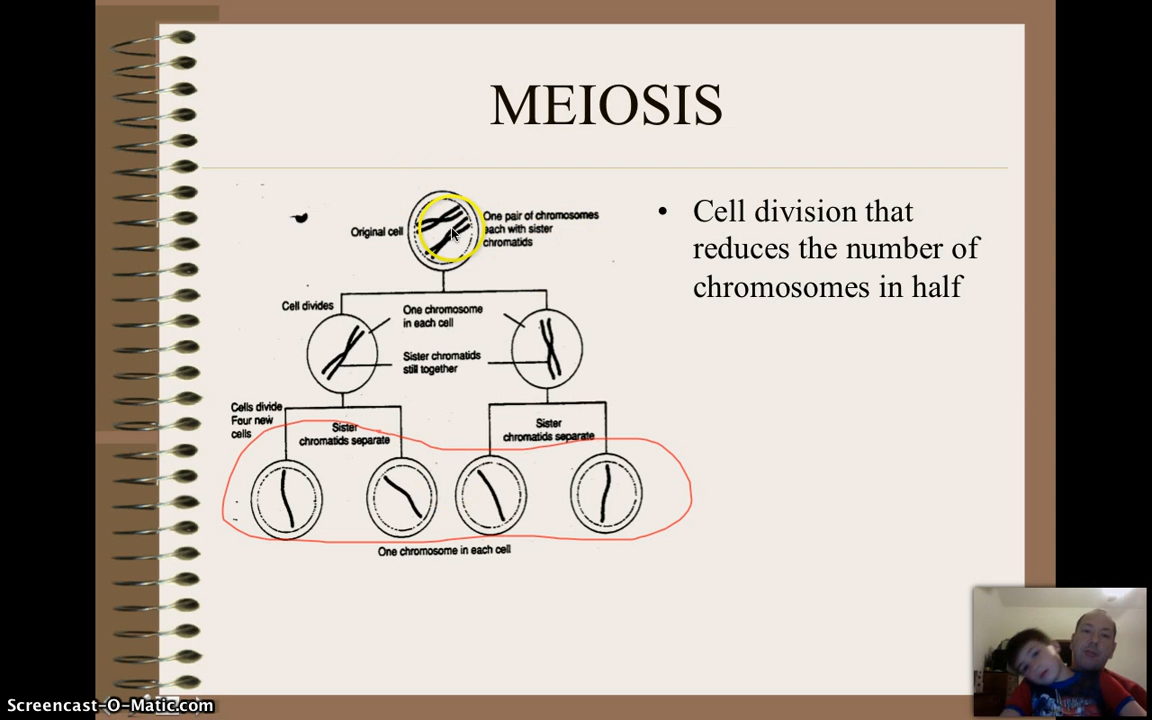 MEIOSIS
Original cell
One pair of chromosomes
each with sister
chromatids
Cell divides
One chromosome
in each cell
Sister chromatids
still together
Cells divide
Four new
cells
Sister
chromatids separate
Sister
chromatids separate
One chromosome in each cell
• Cell division that
reduces the number of
chromosomes in half
Screencast-O-Matic.com